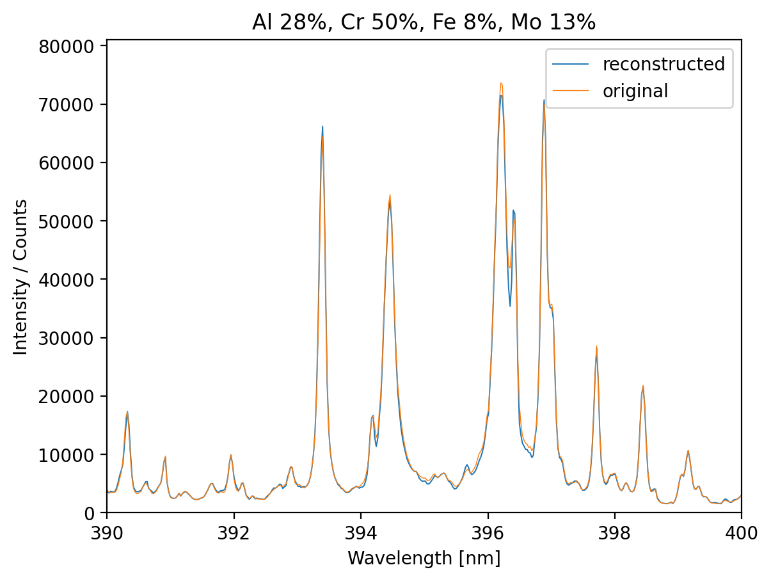 Al 28%, Cr 50%, Fe 8%, Mo 13%
reconstructed
original
80000
70000
60000
50000
40000
30000
20000
10000
0
Intensity / Counts
390 392 394 396 398 400
Wavelength [nm]